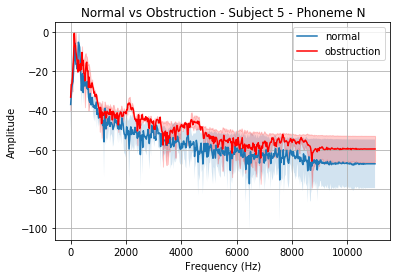 Normal vs Obstruction - Subject 5 - Phoneme N
normal
obstruction
Amplitude
0
−20
−40
−60
−80
−100
0
2000
4000
6000
8000
10000
Frequency (Hz)